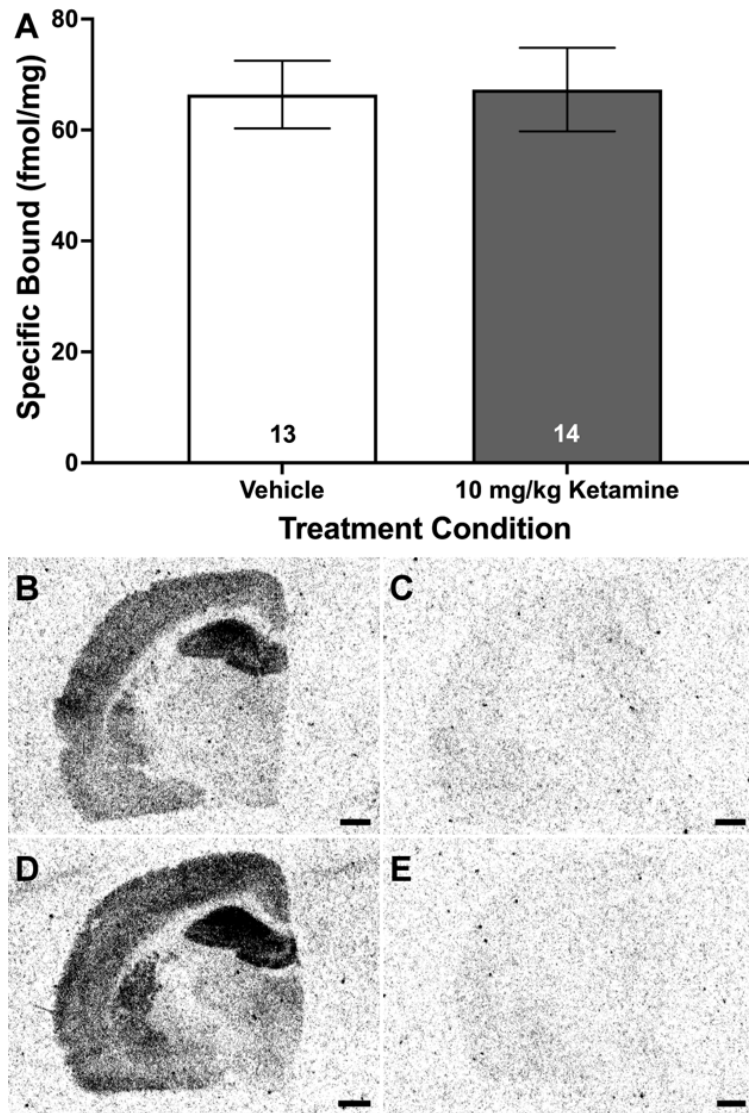 A
80
60
40
20
0
Specific Bound (fmol/mg)
13
14
Vehicle
10 mg/kg Ketamine
Treatment Condition
B
C
D
E